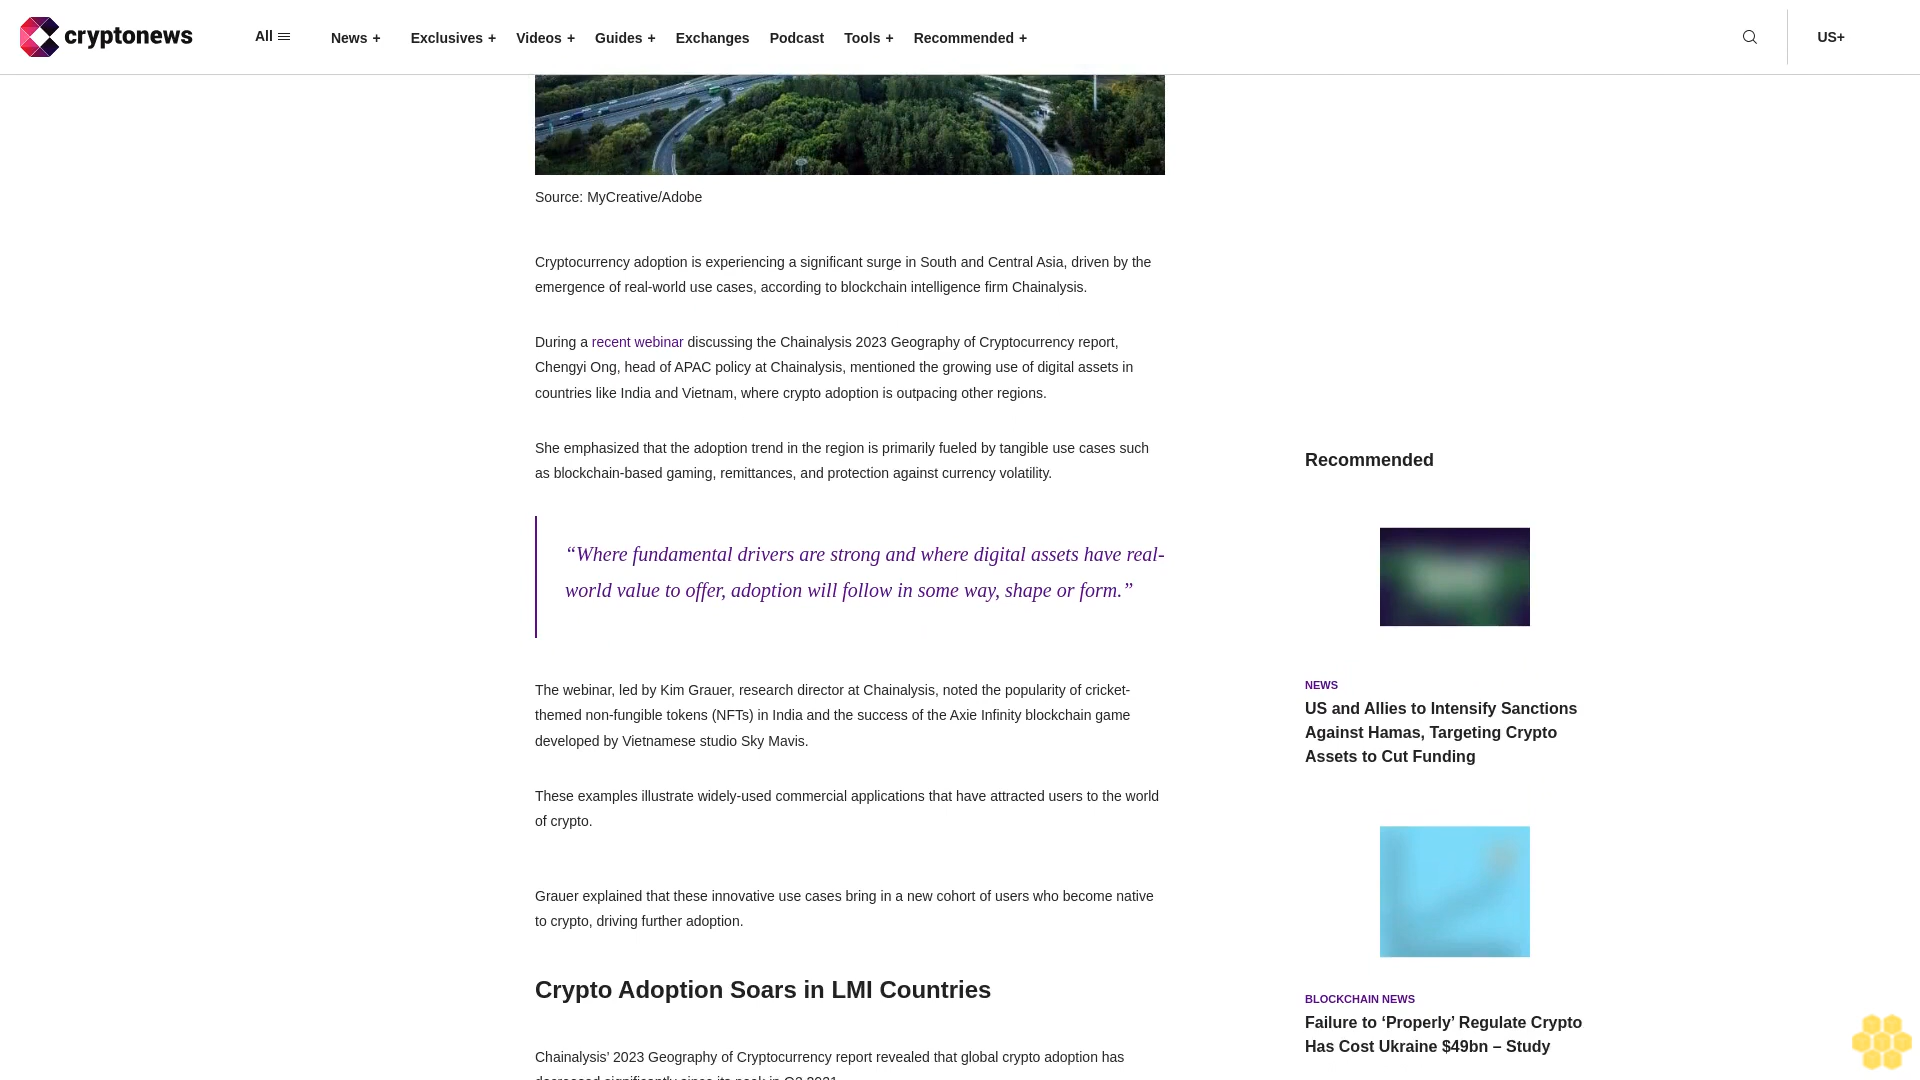 cryptonews
All
News +
Exclusives +
Videos +
Guides +
Exchanges
Podcast
Tools +
Recommended +
US+
Source: MyCreative/Adobe
Cryptocurrency adoption is experiencing a significant surge in South and Central Asia, driven by the
emergence of real-world use cases, according to blockchain intelligence firm Chainalysis.
During a recent webinar discussing the Chainalysis 2023 Geography of Cryptocurrency report,
Chengyi Ong, head of APAC policy at Chainalysis, mentioned the growing use of digital assets in
countries like India and Vietnam, where crypto adoption is outpacing other regions.
She emphasized that the adoption trend in the region is primarily fueled by tangible use cases such
as blockchain-based gaming, remittances, and protection against currency volatility.
“Where fundamental drivers are strong and where digital assets have real-
world value to offer, adoption will follow in some way, shape or form.”
The webinar, led by Kim Grauer, research director at Chainalysis, noted the popularity of cricket-
themed non-fungible tokens (NFTs) in India and the success of the Axie Infinity blockchain game
developed by Vietnamese studio Sky Mavis.
These examples illustrate widely-used commercial applications that have attracted users to the world
of crypto.
Grauer explained that these innovative use cases bring in a new cohort of users who become native
to crypto, driving further adoption.
Crypto Adoption Soars in LMI Countries
Chainalysis’ 2023 Geography of Cryptocurrency report revealed that global crypto adoption has
decreased significantly since its peak in Q2 2021.
Recommended
NEWS
US and Allies to Intensify Sanctions
Against Hamas, Targeting Crypto
Assets to Cut Funding
BLOCKCHAIN NEWS
Failure to ‘Properly’ Regulate Crypto
Has Cost Ukraine $49bn – Study